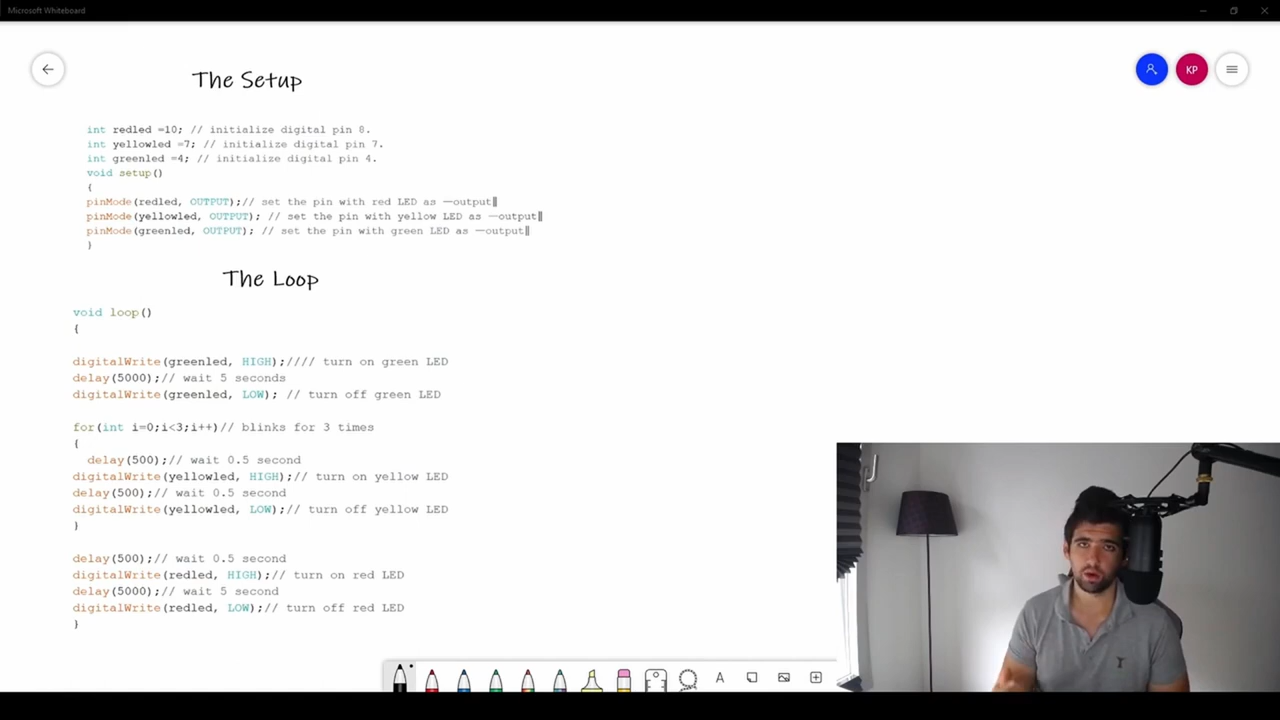 Microsoft Whiteboard
KP
The Setup
int redled =10; // initialize digital pin 8.
int yellowled =7; // initialize digital pin 7.
int greenled =4; // initialize digital pin 4.
void setup()
{
pinMode(redled, OUTPUT);// set the pin with red LED as ―output‖
pinMode(yellowled, OUTPUT); // set the pin with yellow LED as ―output‖
pinMode(greenled, OUTPUT); // set the pin with green LED as ―output‖
}
The Loop
void loop()
{
digitalWrite(greenled, HIGH);//// turn on green LED
delay(5000);// wait 5 seconds
digitalWrite(greenled, LOW); // turn off green LED
for(int i=0;i<3;i++)// blinks for 3 times
{
delay(500);// wait 0.5 second
digitalWrite(yellowled, HIGH);// turn on yellow LED
delay(500);// wait 0.5 second
digitalWrite(yellowled, LOW);// turn off yellow LED
}
delay(500);// wait 0.5 second
digitalWrite(redled, HIGH);// turn on red LED
delay(5000);// wait 5 second
digitalWrite(redled, LOW);// turn off red LED
}
A